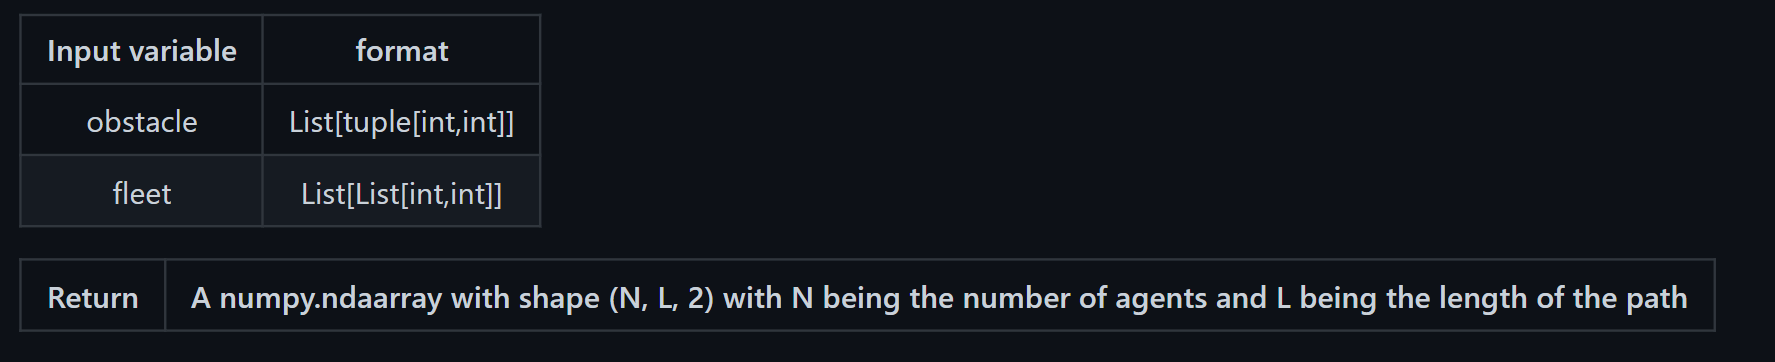 Input variable format
obstacle List[tuple[int,int]]
fleet List[List[int,int]]
Return A numpy.ndaarray with shape (N, L, 2) with N being the number of agents and L being the length of the path